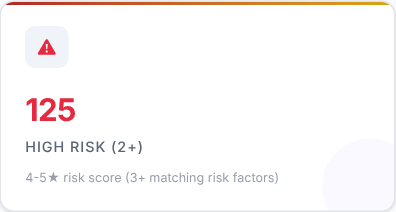 125
HIGH RISK (2+)
4-5★ risk score (3+ matching risk factors)